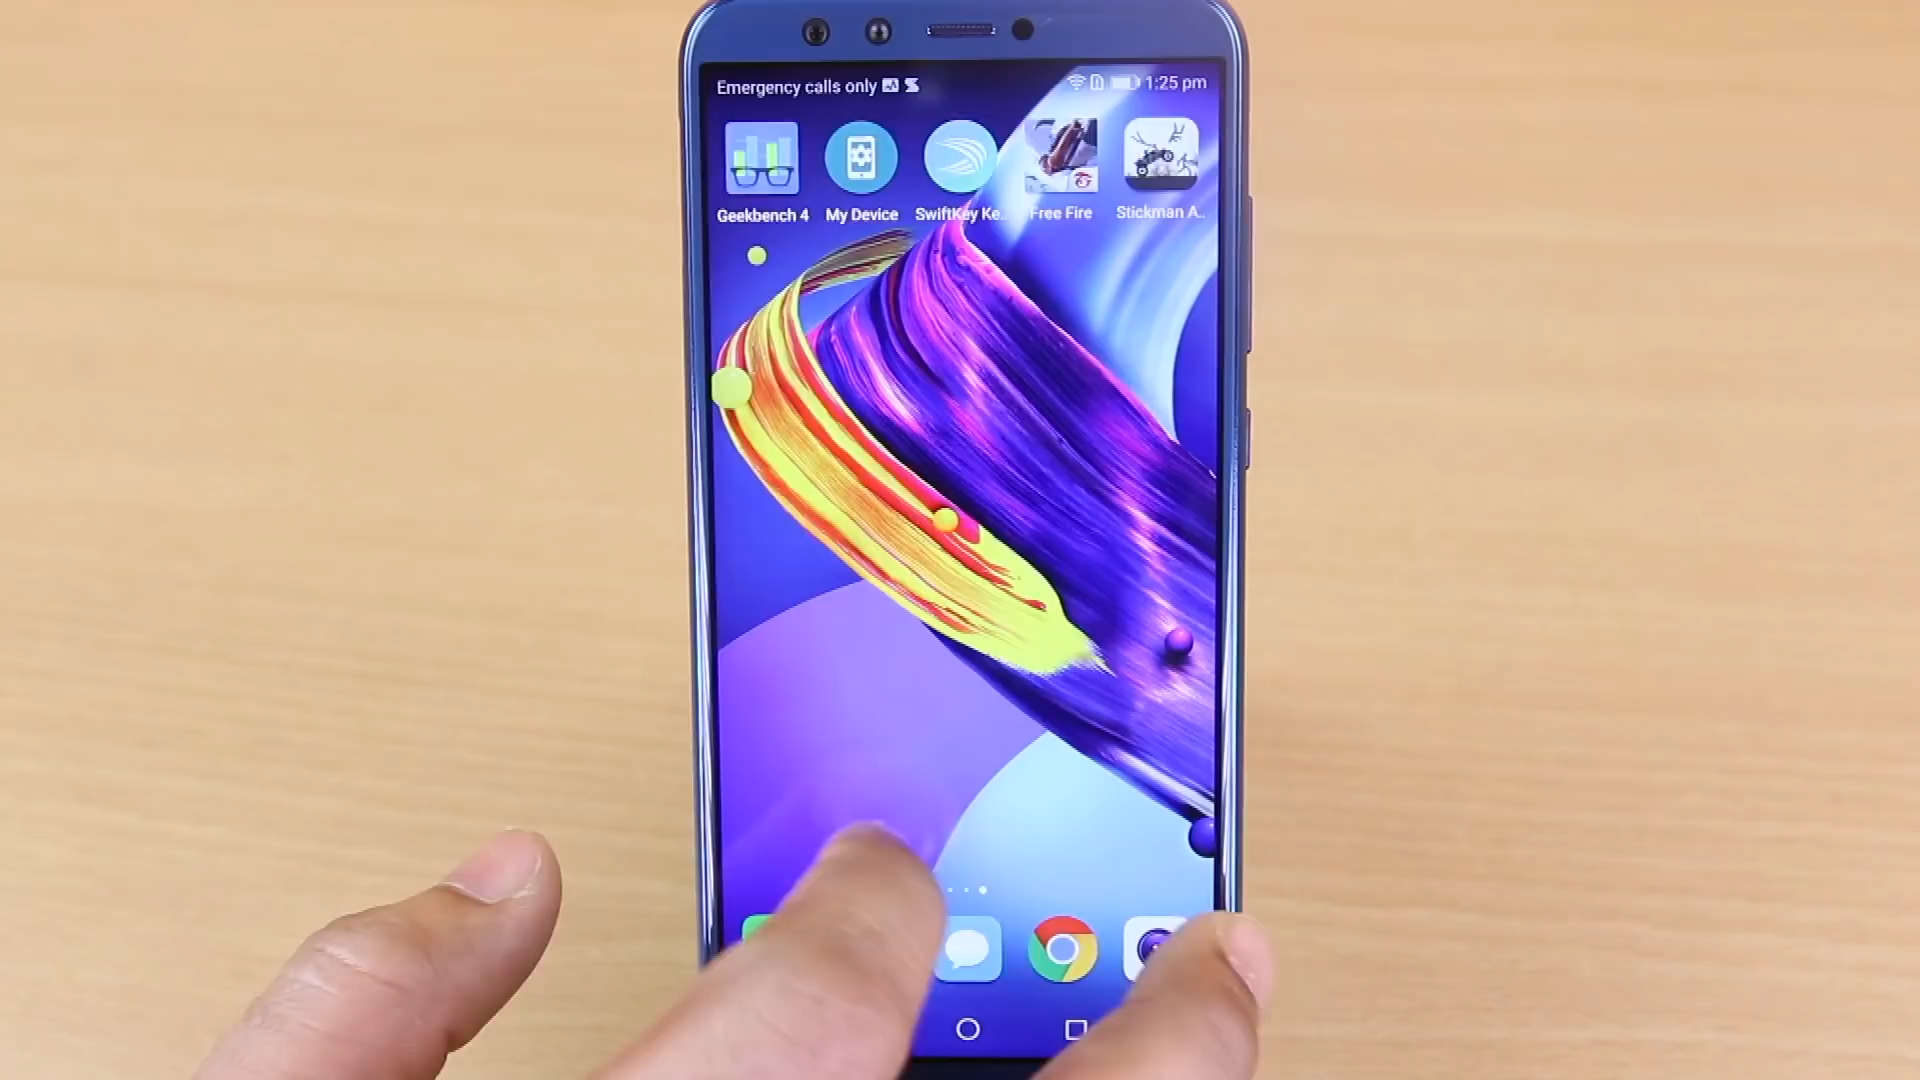 Emergency calls only
1:25 pm
Geekbench 4
My Device
SwiftKey Ke..
Free Fire
Stickman A..